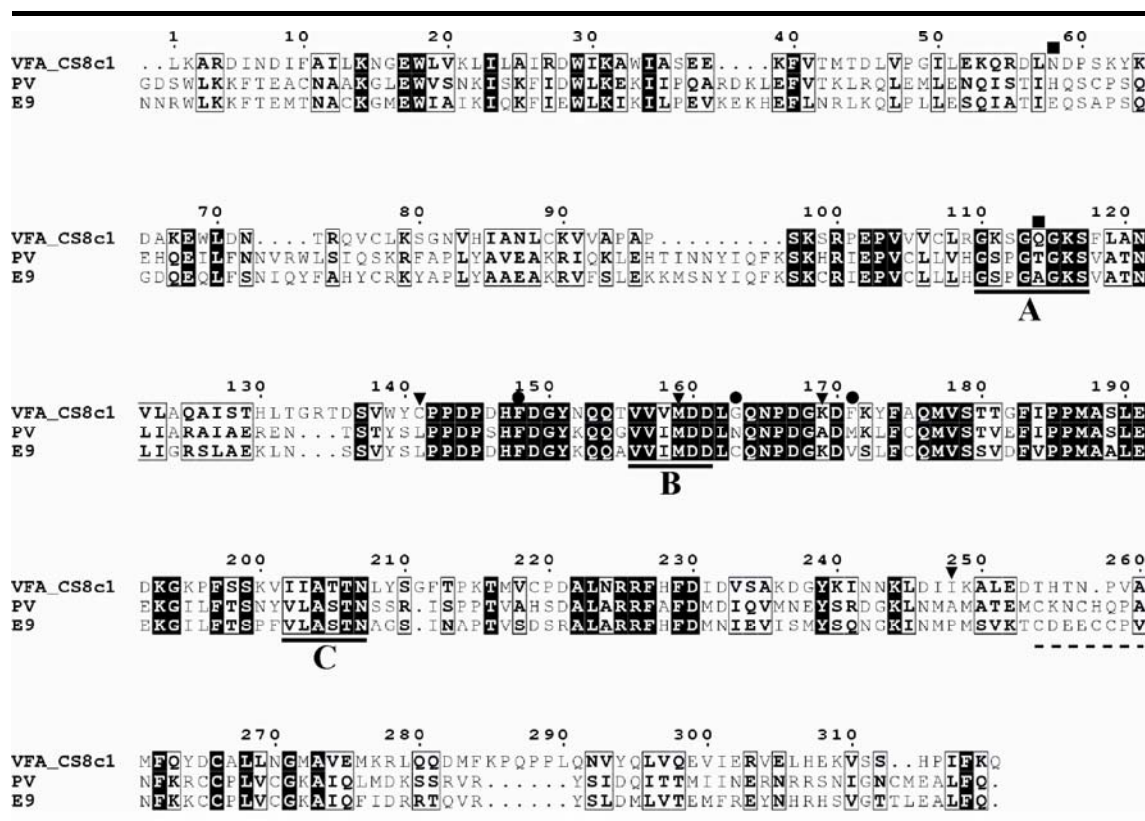 1 10 20 30 40 50 60
VFA_CS8c1 ..LKARDINDIFAILKNGEWLVKLILAIRDWIKAWIASEE....KFVTMTDLVPGILEKQRDLNDPSKYK
PV GDSWLKKFTEACNAAKGLEWVSNKISKFIDWLKEKIIPQARDKLEFVTKLRQLEMLENQISTIHQSCPSQ
E9 NNRWLKKFTEMTNACKGMEWIAIKIQKFIEWLKIKILPEVKEKHEFLNRLKQLPLLESQIATIEQSAPSQ
70 80 90 100 110 120
VFA_CS8c1 DAKEWLDN....TRQVCLKSGNVHIANLCKVVAPAP.........SKSRPEPVVVCLRGKSGQGKSFLAN
PV EHQEILFNNVRWLSIQSKRFAPLYAVEAKRIQKLEHTINNYIQFKSKHRIEPVCLLVHGSPGTGKSVATN
E9 GDQEQLFSNIQYFAHYCRKYAPLYAAEAKRVFSLEKKMSNYIQFKSKCRIEPVCLLLHGSPGAGKSVATN
A
130 140 150 160 170 180 190
VFA_CS8c1 VLAQAISTHLTGRTDSVWYCPPDPDHFDGYNQQTVVVMDDLGQNPDGKDFKYFAQMVSTTGFIPPMASLE
PV LIARAIAEREN...TSTYSLPPDPSHFDGYKQQGVVIMDDLNQNPDGADMKLFCQMVSTVEFIPPMASLE
E9 LIGRSLAEKLN...SSVYSLPPDPDHFDGYKQQAVVIMDDLCQNPDGKDVSLFCQMVSSVDFVPPMAALE
B
200 210 220 230 240 250 260
VFA_CS8c1 DKGKPFSSKVIIATTNLYSGFTPKTMVCPDALNRRFHFDIDVSAKDGYKINNKLDIIKALEDTHTN.PVA
PV EKGILFTSNYVLASTNSSR.ISPPTVAHSDALARRFAFDMDIQVMNEYSRDGKLNMAMATEMCKNCHQPA
E9 EKGILFTSPFVLASTNAGS.INAPTVSDSRALARRFHFDMNIEVISMYSQNGKINMPMSVKTCDEECCPV
C
270 280 290 300 310
VFA_CS8c1 MFQYDCALLNGMAVEMKRLQQDMFKPQPPLQNVYQLVQEVIERVELHEKVSS.HPIFKQ
PV NFKRCCPLVCGKAIQLMDKSSRVR......YSIDQITTMIINERNRRSNIGNCMEALFQ.
E9 NFKKCCPLVCGKAIQFIDRRTQVR......YSLDMLVTEMFREYNHRHSVGTTLEALFQ.